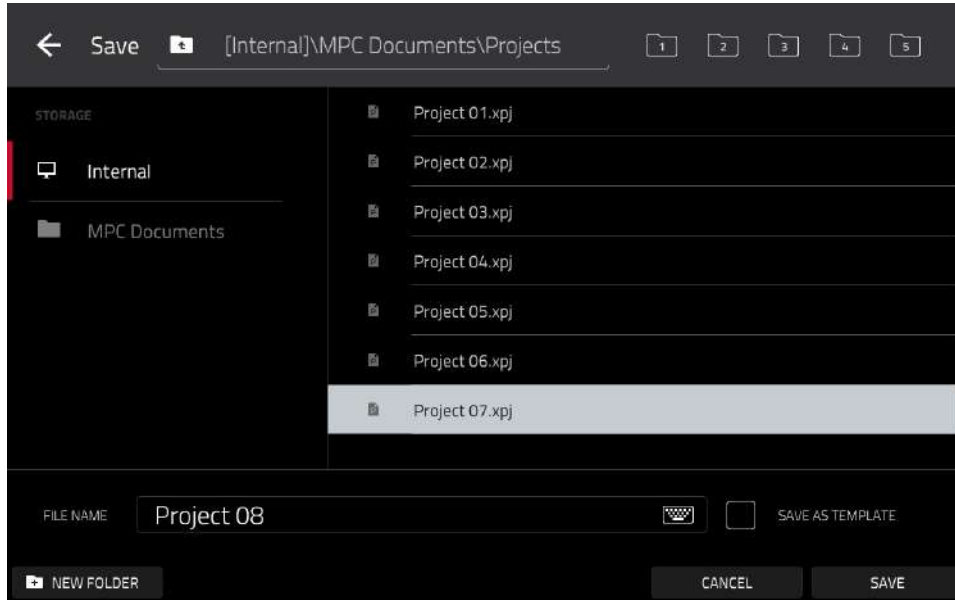 Save [Internal]\MPC Documents\Projects 1 2 3 4 5
STORAGE
Internal
MPC Documents
Project 01.xpj
Project 02.xpj
Project 03.xpj
Project 04.xpj
Project 05.xpj
Project 06.xpj
Project 07.xpj
FILE NAME Project 08 SAVE AS TEMPLATE
NEW FOLDER CANCEL SAVE